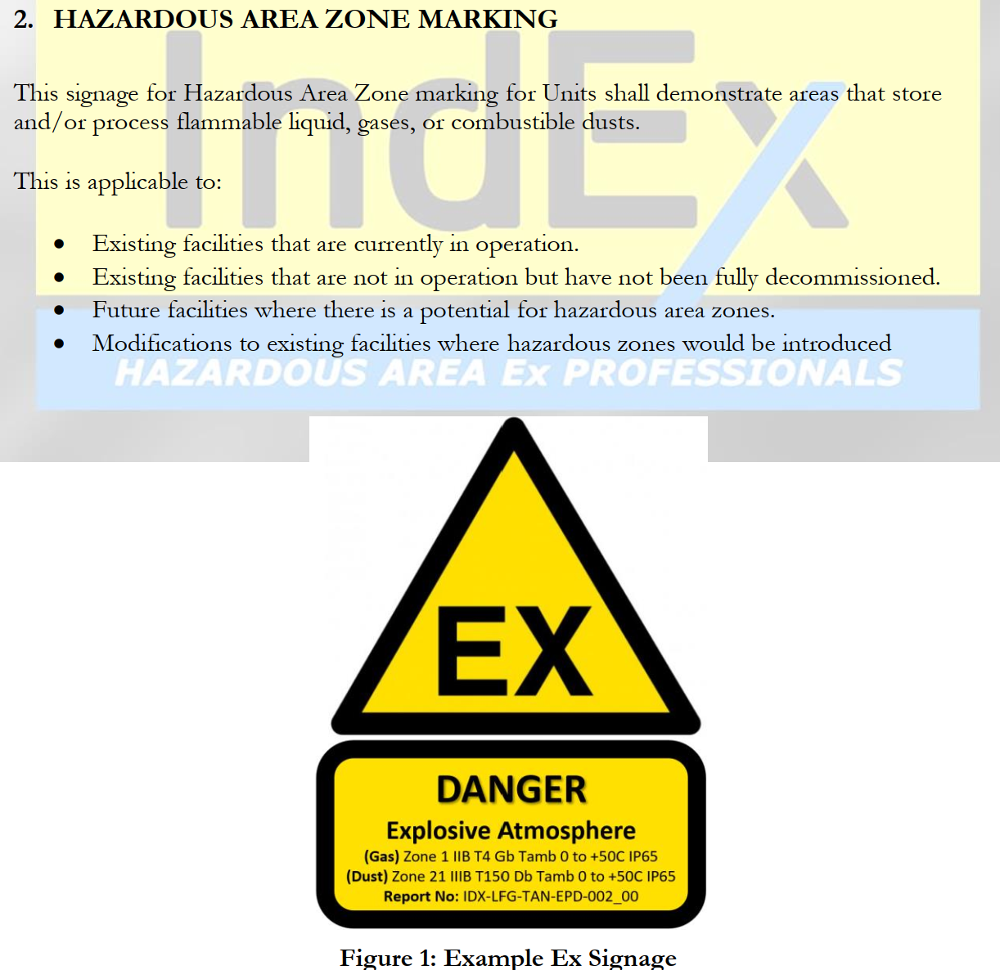 2. HAZARDOUS AREA ZONE MARKING
This signage for Hazardous Area Zone marking for Units shall demonstrate areas that store
and/or process flammable liquid, gases, or combustible dusts.
This is applicable to:
• Existing facilities that are currently in operation.
• Existing facilities that are not in operation but have not been fully decommissioned.
• Future facilities where there is a potential for hazardous area zones.
• Modifications to existing facilities where hazardous zones would be introduced
IndEx
HAZARDOUS AREA Ex PROFESSIONALS
EX
DANGER
Explosive Atmosphere
(Gas) Zone 1 IIB T4 Gb Tamb 0 to +50C IP65
(Dust) Zone 21 IIIB T150 Db Tamb 0 to +50C IP65
Report No: IDX-LFG-TAN-EPD-002_00
Figure 1: Example Ex Signage